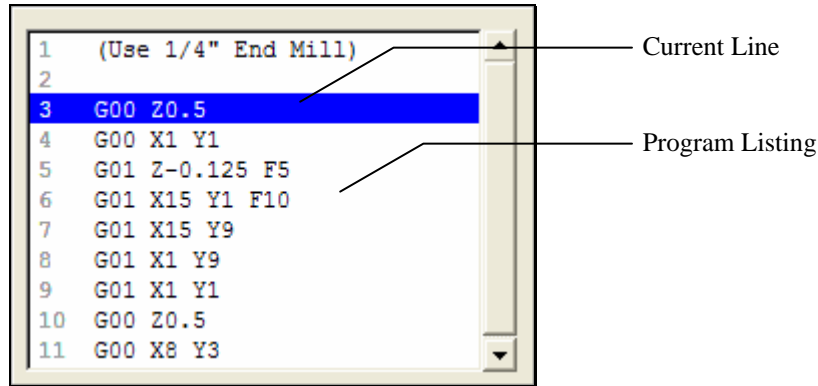 1 (Use 1/4" End Mill)
2
3 G00 Z0.5
4 G00 X1 Y1
5 G01 Z-0.125 F5
6 G01 X15 Y1 F10
7 G01 X15 Y9
8 G01 X1 Y9
9 G01 X1 Y1
10 G00 Z0.5
11 G00 X8 Y3
Current Line
Program Listing